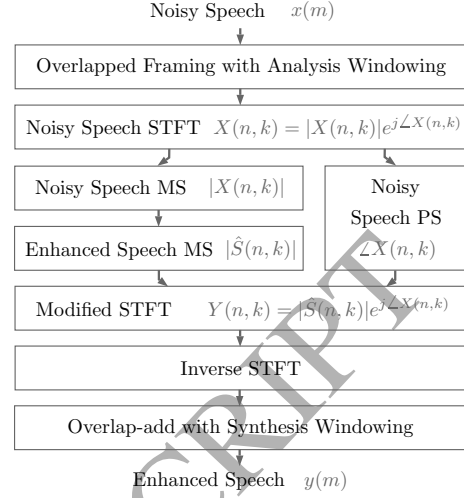 Noisy Speech x(m)
Overlapped Framing with Analysis Windowing
Noisy Speech STFT X(n, k) = |X(n, k)|e^{j∠X(n,k)}
Noisy Speech MS |X(n, k)|
Enhanced Speech MS |Ŝ(n, k)|
Noisy
Speech PS
∠X(n, k)
Modified STFT Y(n, k) = |Ŝ(n, k)|e^{j∠X(n,k)}
Inverse STFT
Overlap-add with Synthesis Windowing
Enhanced Speech y(m)
CRIPT